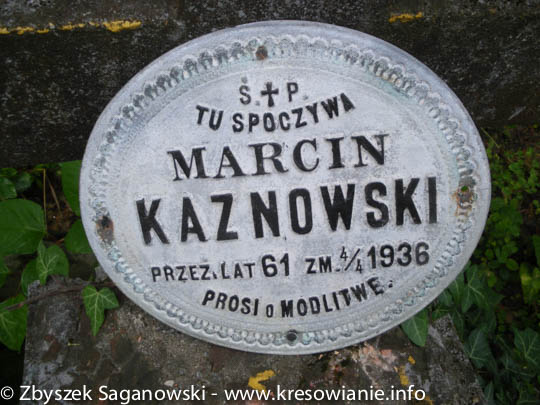 Ś.✝P.
TU SPOCZYWA
MARCIN
KAZNOWSKI
PRZEŻ.LAT 61 ZM. 4/4 1936
PROSI O MODLITWĘ.
© Zbyszek Saganowski - www.kresowianie.info